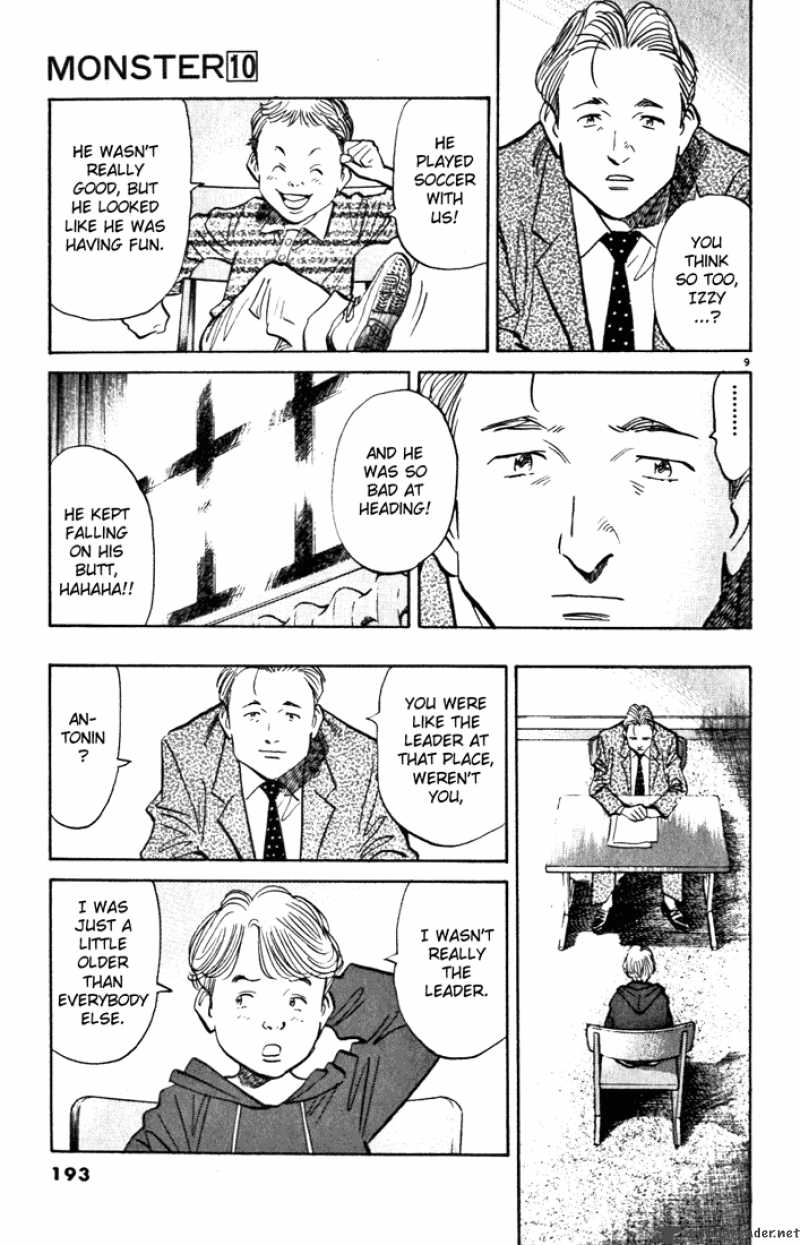 MONSTER 10
YOU
THINK
SO TOO,
IZZY
...?
9
HE
PLAYED
SOCCER
WITH
US!
HE WASN'T
REALLY
GOOD, BUT
HE LOOKED
LIKE HE WAS
HAVING FUN.
.........
AND HE
WAS SO
BAD AT
HEADING!
HE KEPT
FALLING
ON HIS
BUTT,
HAHAHA!!
YOU WERE
LIKE THE
LEADER AT
THAT PLACE,
WEREN'T
YOU,
AN-
TONIN
?
I WASN'T
REALLY
THE
LEADER.
I WAS
JUST A
LITTLE
OLDER
THAN
EVERYBODY
ELSE.
193